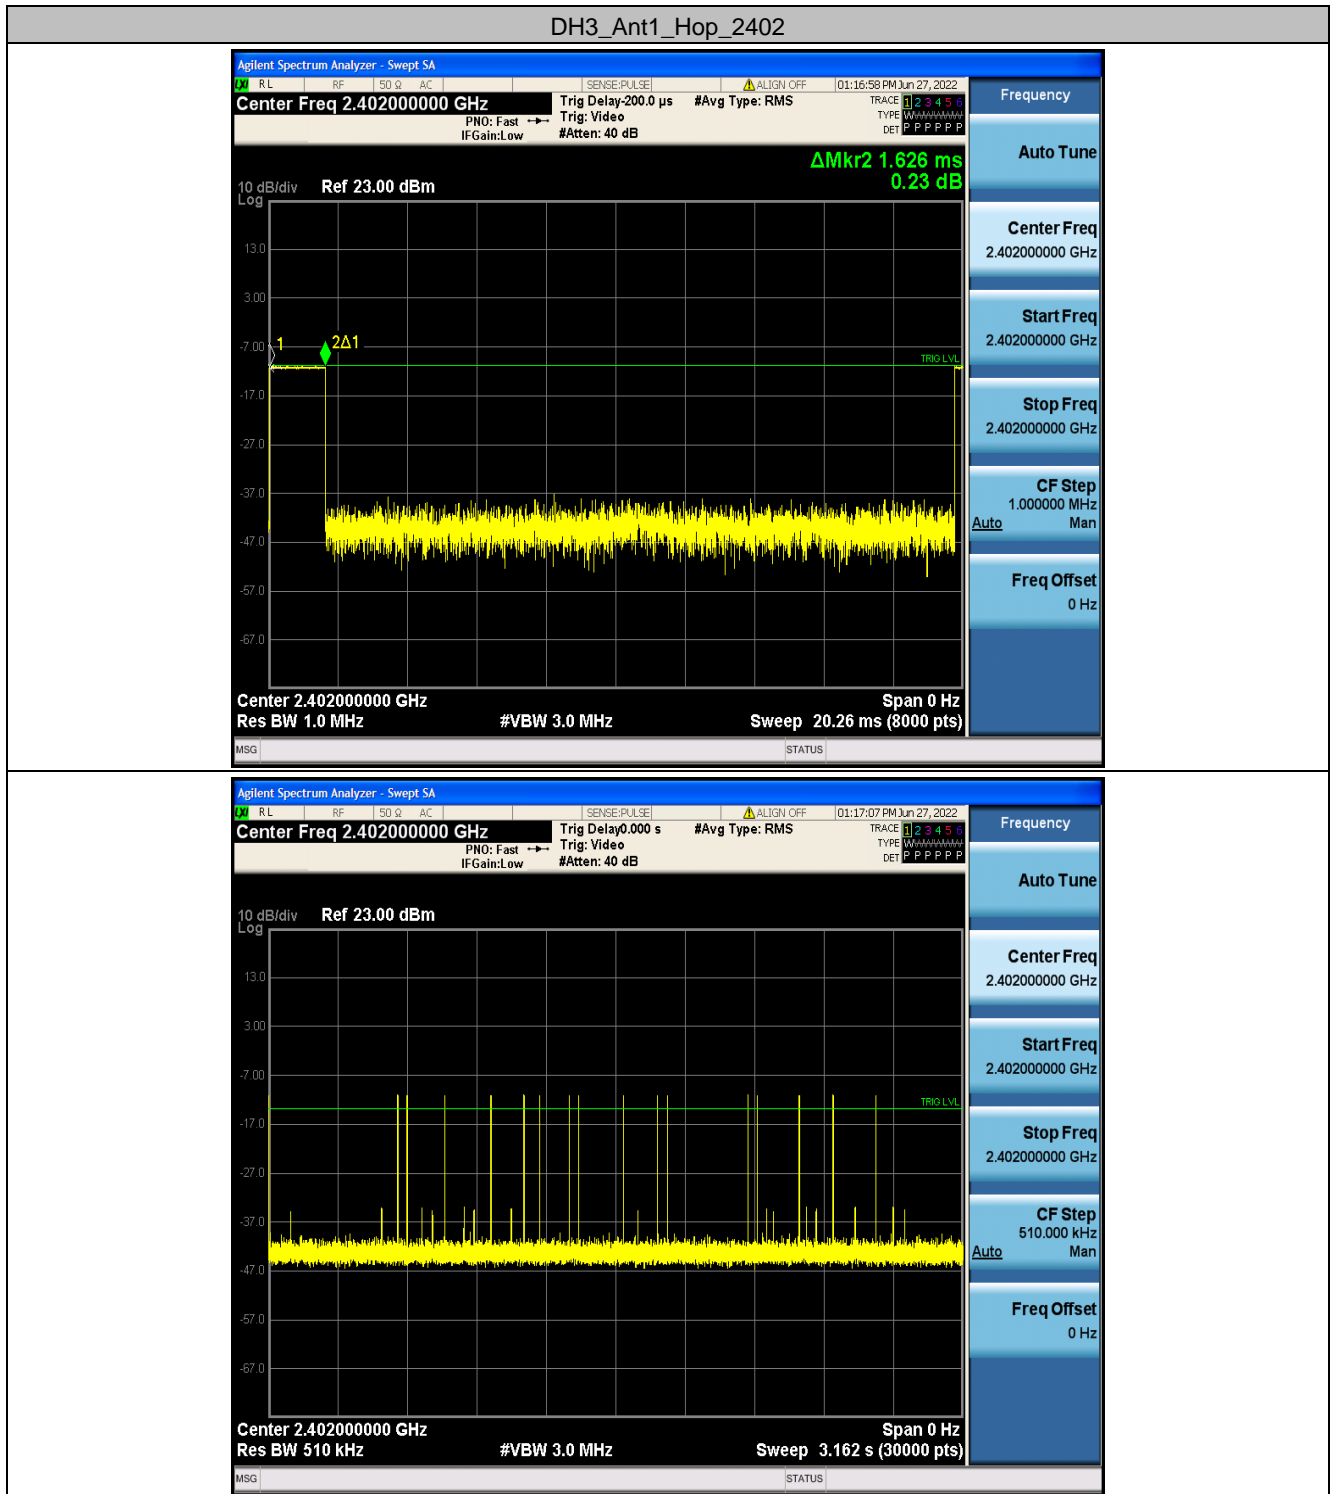 DH3_Ant1_Hop_2402
Agilent Spectrum Analyzer - Swept SA
LXI RL RF 50 Ω AC SENSE:PULSE ALIGN OFF 01:16:58 PM Jun 27, 2022
Center Freq 2.402000000 GHz
PNO: Fast
IFGain:Low
Trig Delay-200.0 µs
Trig: Video
#Atten: 40 dB
#Avg Type: RMS
TRACE 1 2 3 4 5 6
TYPE
DET P P P P P P
Frequency
Auto Tune
ΔMkr2 1.626 ms
0.23 dB
10 dB/div
Log
Ref 23.00 dBm
13.0
3.00
-7.00
-17.0
-27.0
-37.0
-47.0
-57.0
-67.0
1
2Δ1
TRIG LVL
Center Freq
2.402000000 GHz
Start Freq
2.402000000 GHz
Stop Freq
2.402000000 GHz
CF Step
1.000000 MHz
Auto Man
Freq Offset
0 Hz
Center 2.402000000 GHz
Span 0 Hz
Res BW 1.0 MHz
#VBW 3.0 MHz
Sweep 20.26 ms (8000 pts)
MSG
STATUS
Agilent Spectrum Analyzer - Swept SA
LXI RL RF 50 Ω AC SENSE:PULSE ALIGN OFF 01:17:07 PM Jun 27, 2022
Center Freq 2.402000000 GHz
PNO: Fast
IFGain:Low
Trig Delay0.000 s
Trig: Video
#Atten: 40 dB
#Avg Type: RMS
TRACE 1 2 3 4 5 6
TYPE
DET P P P P P P
Frequency
Auto Tune
10 dB/div
Log
Ref 23.00 dBm
13.0
3.00
-7.00
-17.0
-27.0
-37.0
-47.0
-57.0
-67.0
TRIG LVL
Center Freq
2.402000000 GHz
Start Freq
2.402000000 GHz
Stop Freq
2.402000000 GHz
CF Step
510.000 kHz
Auto Man
Freq Offset
0 Hz
Center 2.402000000 GHz
Span 0 Hz
Res BW 510 kHz
#VBW 3.0 MHz
Sweep 3.162 s (30000 pts)
MSG
STATUS